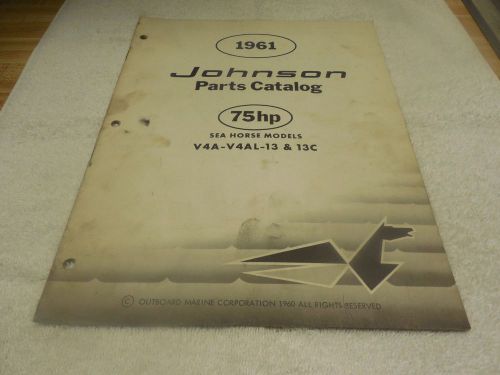 1961
Johnson
Parts Catalog
75hp
SEA HORSE MODELS
V4A-V4AL-13 & 13C
© OUTBOARD MARINE CORPORATION 1960 ALL RIGHTS RESERVED